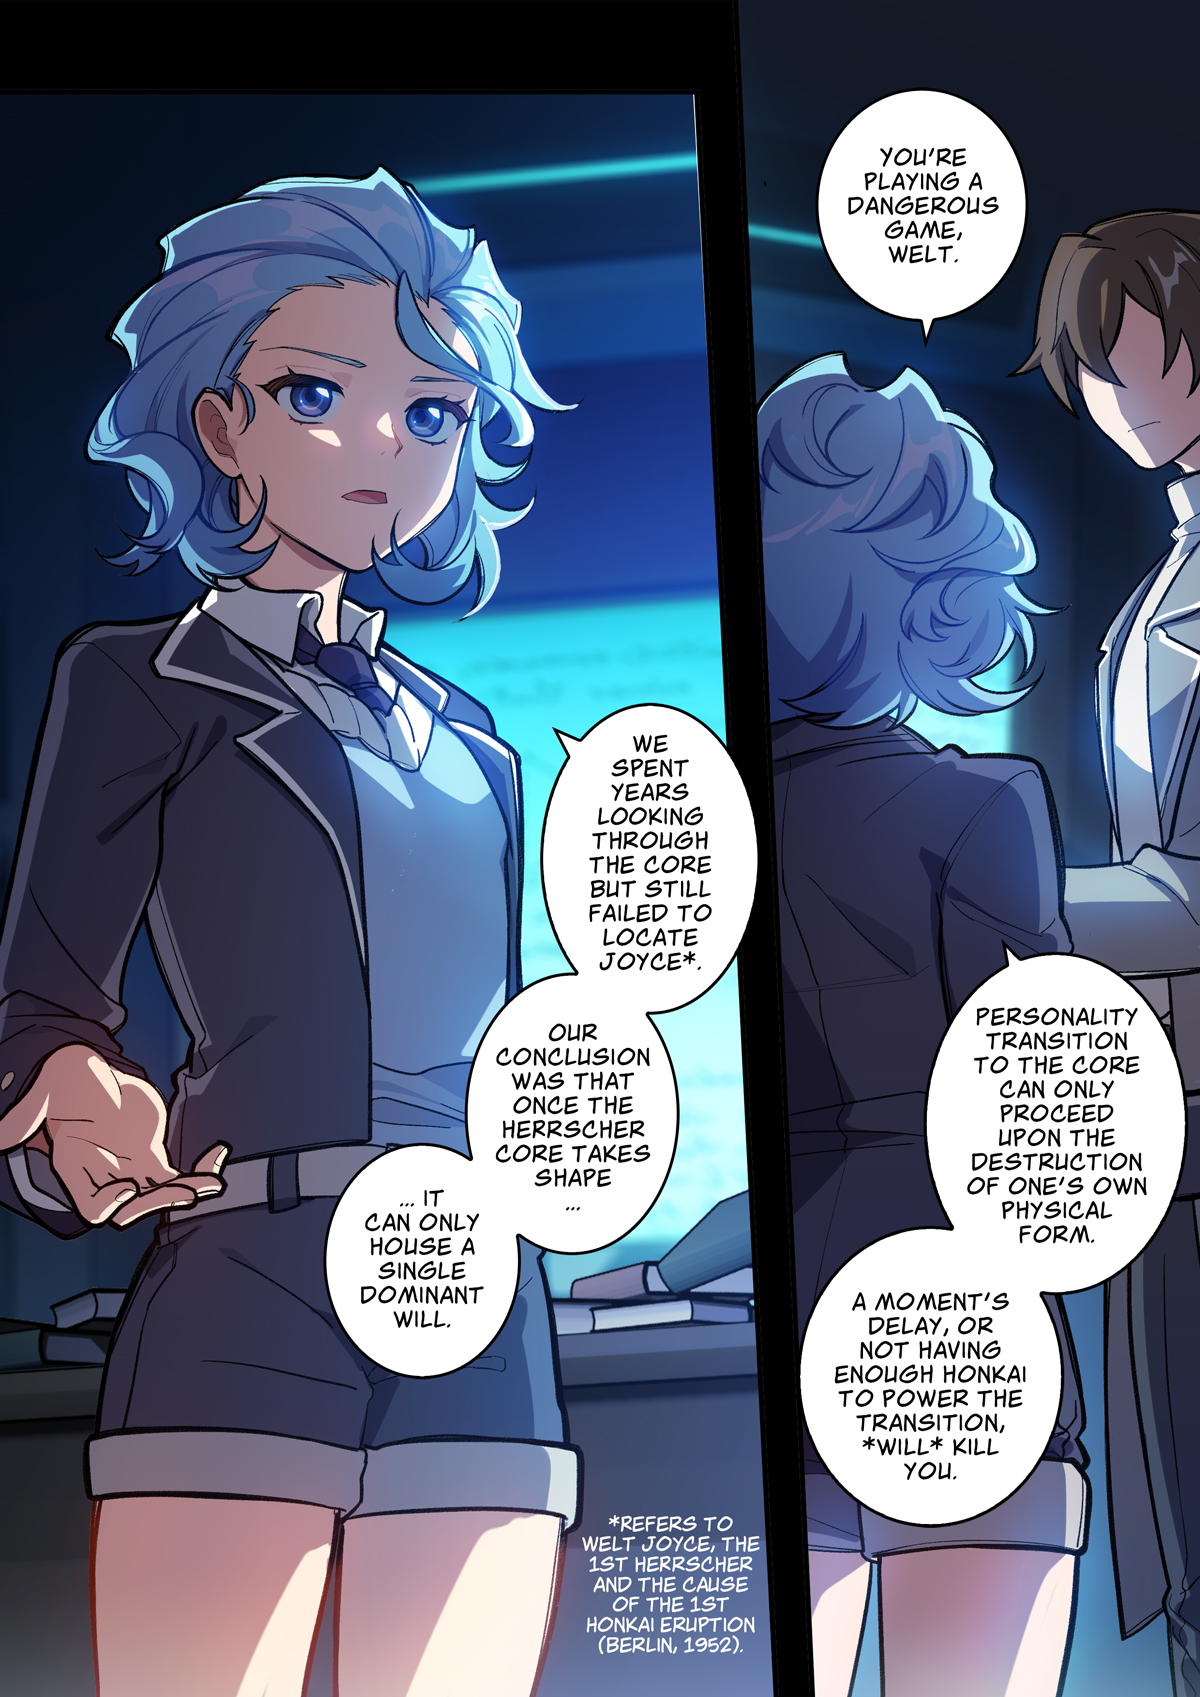 YOU'RE
PLAYING A
DANGEROUS
GAME,
WELT.
WE
SPENT
YEARS
LOOKING
THROUGH
THE CORE
BUT STILL
FAILED TO
LOCATE
JOYCE*.
OUR
CONCLUSION
WAS THAT
ONCE THE
HERRSCHER
CORE TAKES
SHAPE
...
... IT
CAN ONLY
HOUSE A
SINGLE
DOMINANT
WILL.
*REFERS TO
WELT JOYCE, THE
1ST HERRSCHER
AND THE CAUSE
OF THE 1ST
HONKAI ERUPTION
(BERLIN, 1952).
PERSONALITY
TRANSITION
TO THE CORE
CAN ONLY
PROCEED
UPON THE
DESTRUCTION
OF ONE'S OWN
PHYSICAL
FORM.
A MOMENT'S
DELAY, OR
NOT HAVING
ENOUGH HONKAI
TO POWER THE
TRANSITION,
*WILL* KILL
YOU.